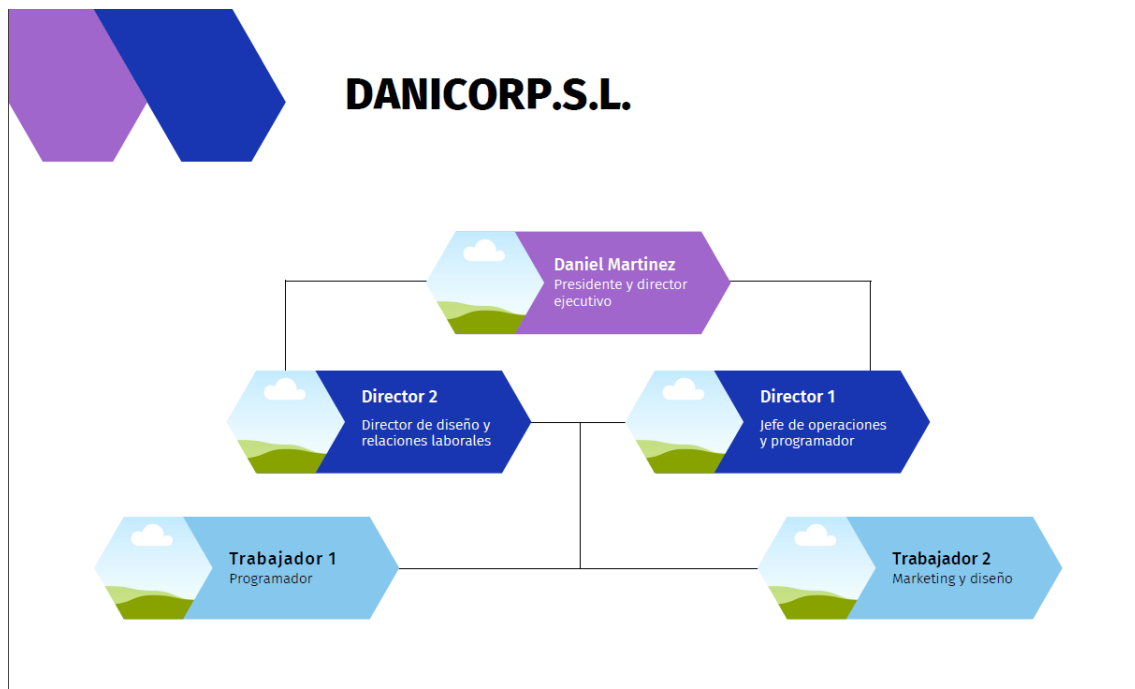 DANICORP.S.L.
Daniel Martinez
Presidente y director
ejecutivo
Director 2
Director de diseño y
relaciones laborales
Director 1
Jefe de operaciones
y programador
Trabajador 1
Programador
Trabajador 2
Marketing y diseño